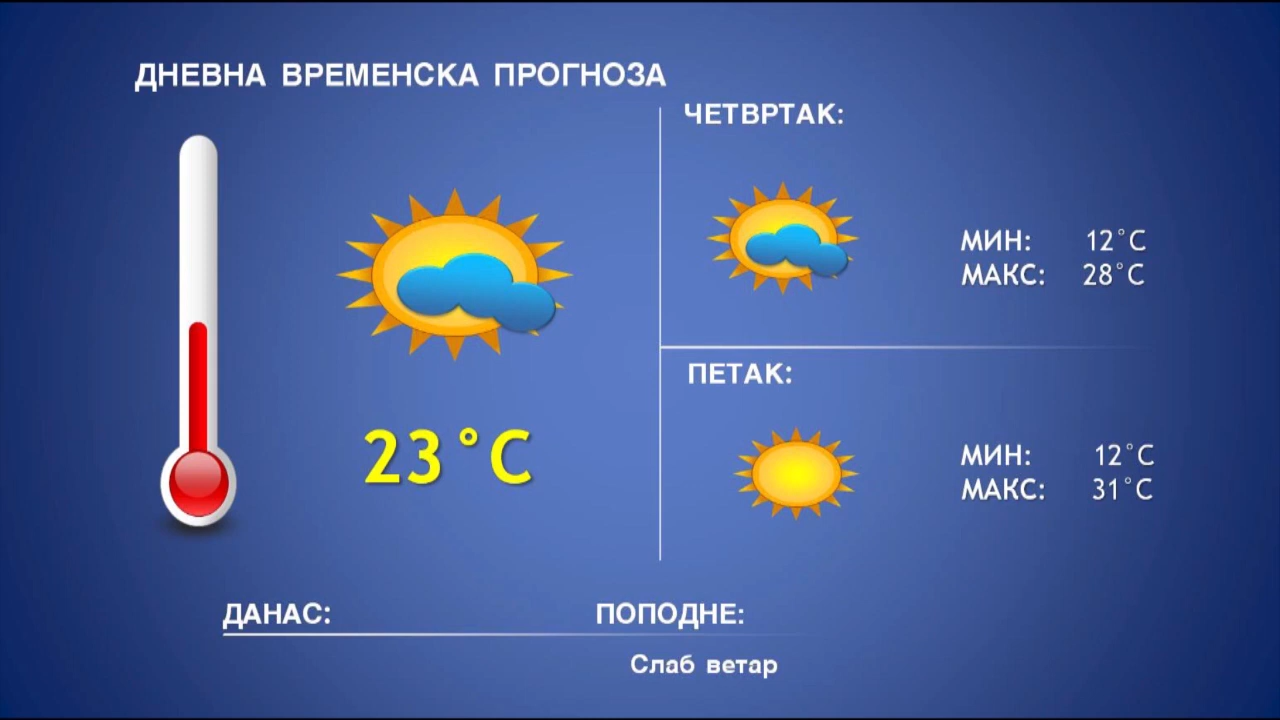 ДНЕВНА ВРЕМЕНСКА ПРОГНОЗА
23°C
ЧЕТВРТАК:
МИН: 12°C
МАКС: 28°C
ПЕТАК:
МИН: 12°C
МАКС: 31°C
ДАНАС: ПОПОДНЕ:
Слаб ветар